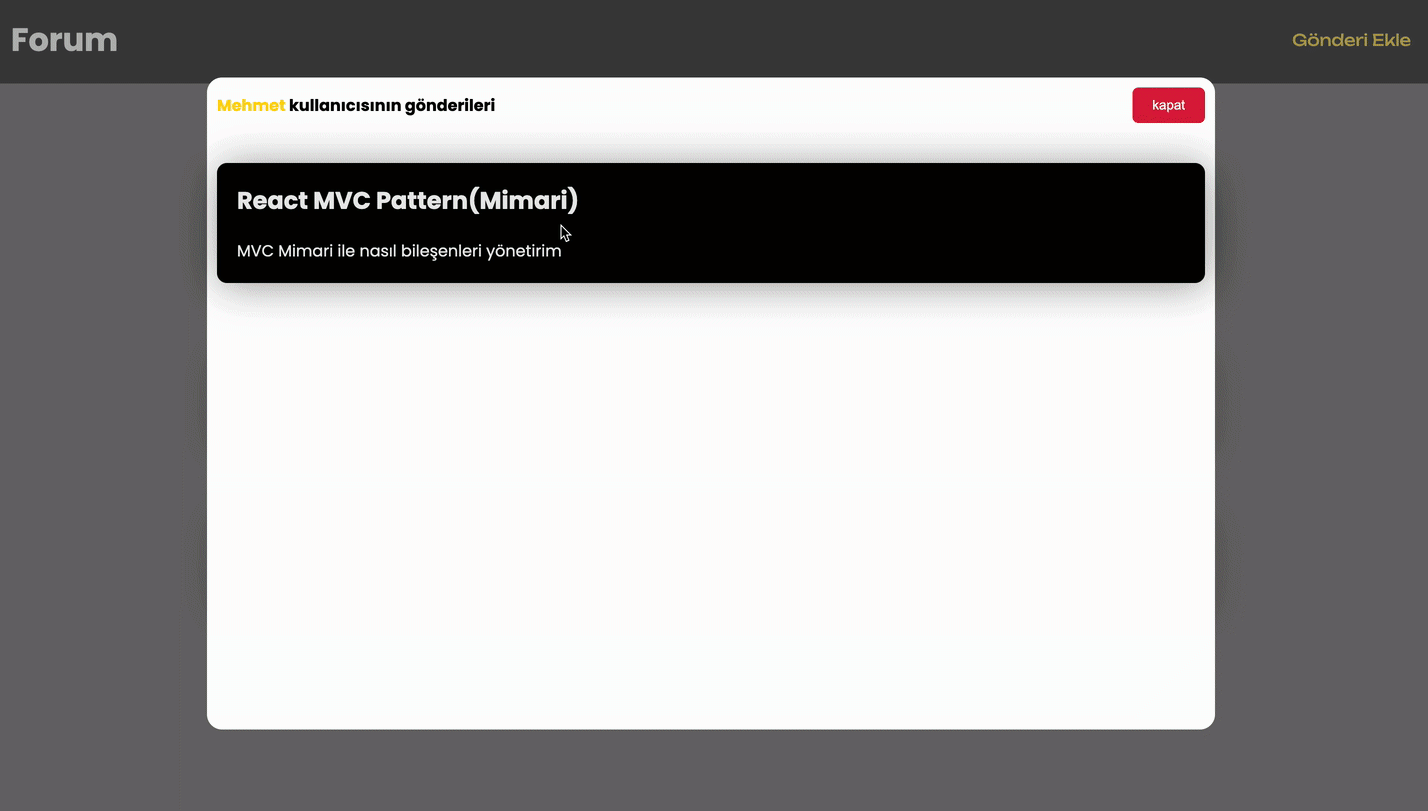 Forum
Gönderi Ekle
Mehmet kullanıcısının gönderileri
kapat
React MVC Pattern(Mimari)
MVC Mimari ile nasıl bileşenleri yönetirim